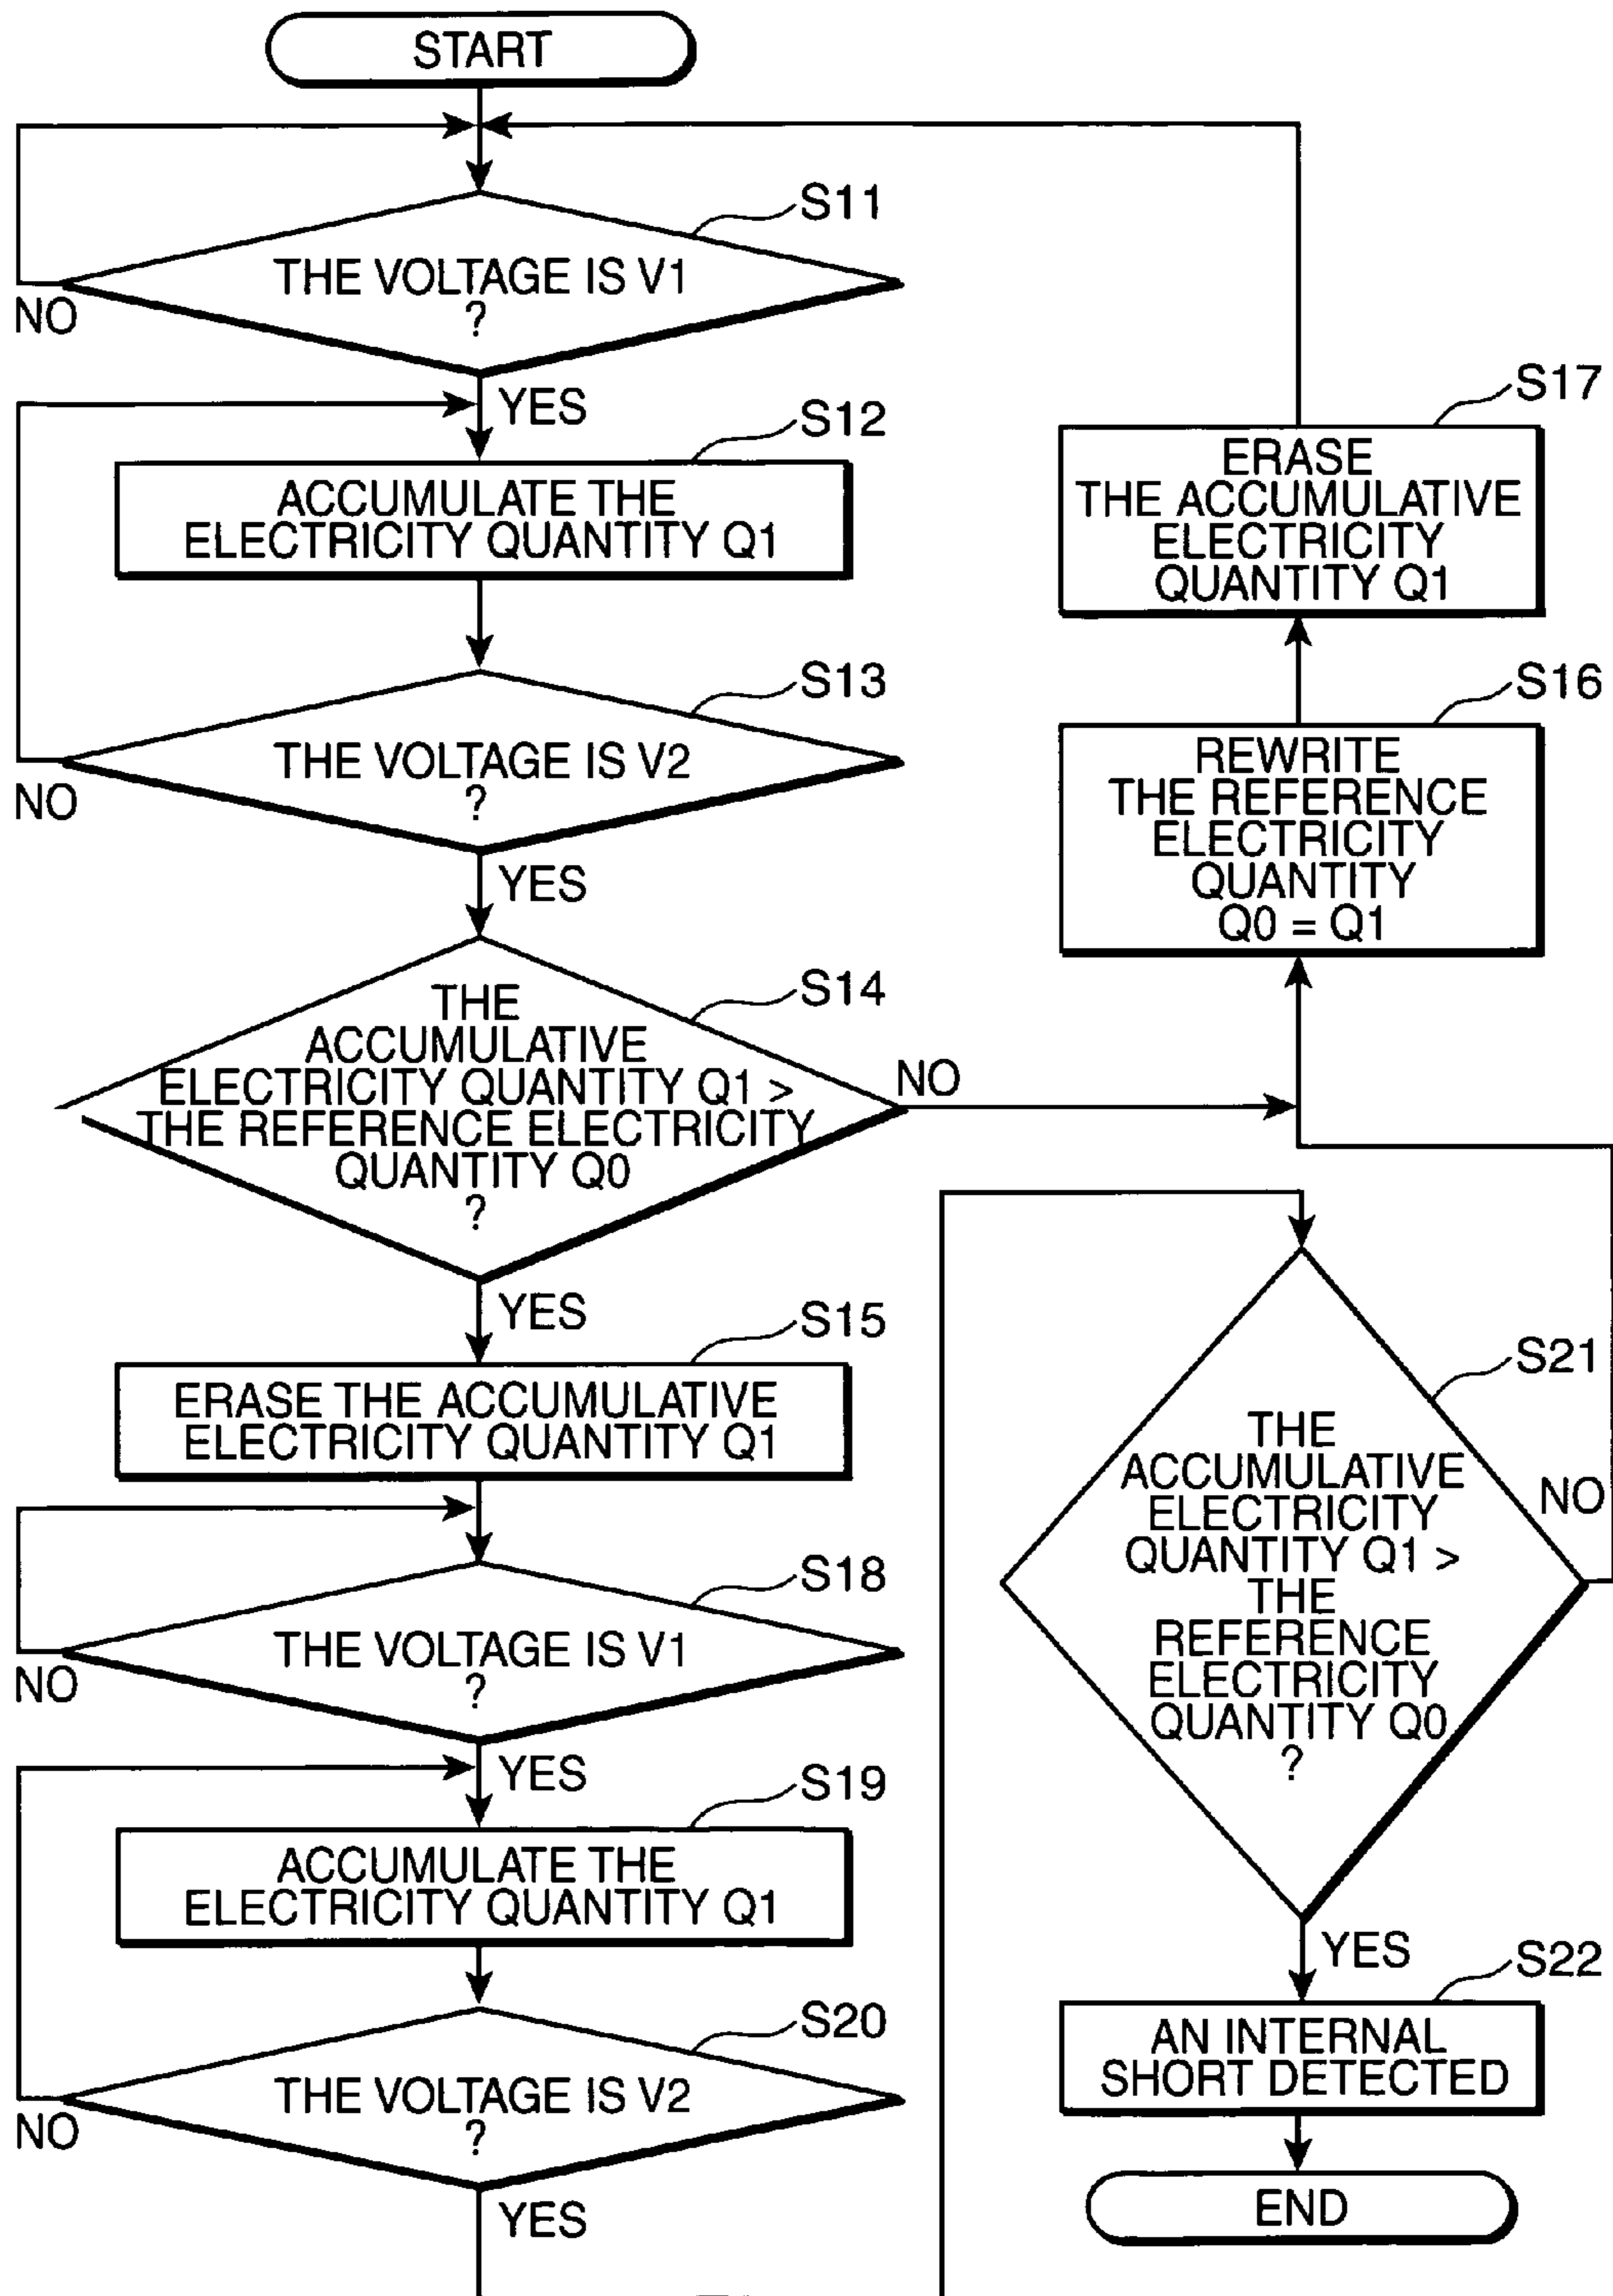 START
S11
THE VOLTAGE IS V1
?
NO
YES
S12
ACCUMULATE THE
ELECTRICITY QUANTITY Q1
S13
THE VOLTAGE IS V2
?
NO
YES
S14
THE
ACCUMULATIVE
ELECTRICITY QUANTITY Q1 >
THE REFERENCE ELECTRICITY
QUANTITY Q0
?
NO
YES
S15
ERASE THE ACCUMULATIVE
ELECTRICITY QUANTITY Q1
S18
THE VOLTAGE IS V1
?
NO
YES
S19
ACCUMULATE THE
ELECTRICITY QUANTITY Q1
S20
THE VOLTAGE IS V2
?
NO
YES
S17
ERASE
THE ACCUMULATIVE
ELECTRICITY
QUANTITY Q1
S16
REWRITE
THE REFERENCE
ELECTRICITY
QUANTITY
Q0 = Q1
S21
THE
ACCUMULATIVE
ELECTRICITY
QUANTITY Q1 >
THE
REFERENCE
ELECTRICITY
QUANTITY Q0
?
NO
YES
S22
AN INTERNAL
SHORT DETECTED
END